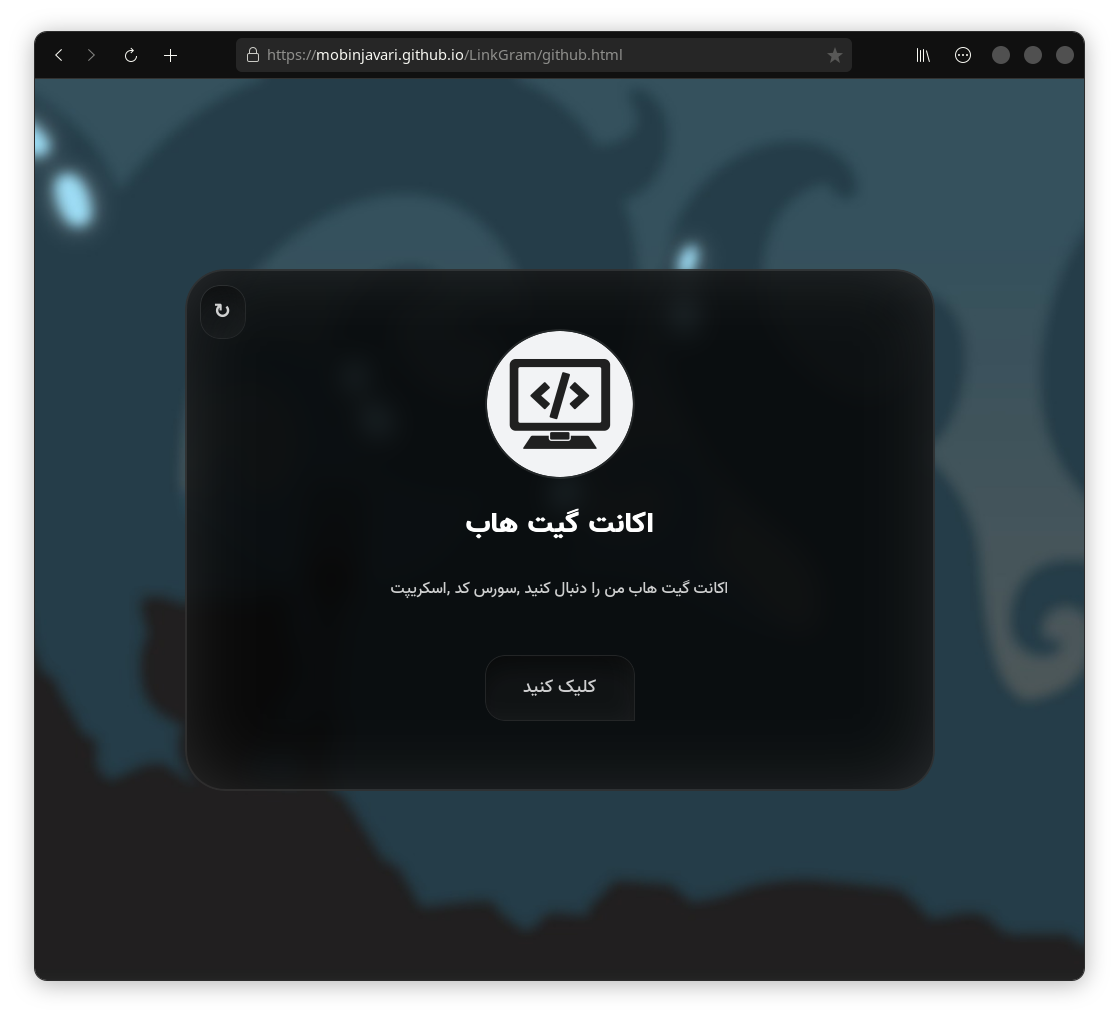 https://mobinjavari.github.io/LinkGram/github.html
↻
</>
اکانت گیت هاب
اکانت گیت هاب من را دنبال کنید ,سورس کد ,اسکریپت
کلیک کنید